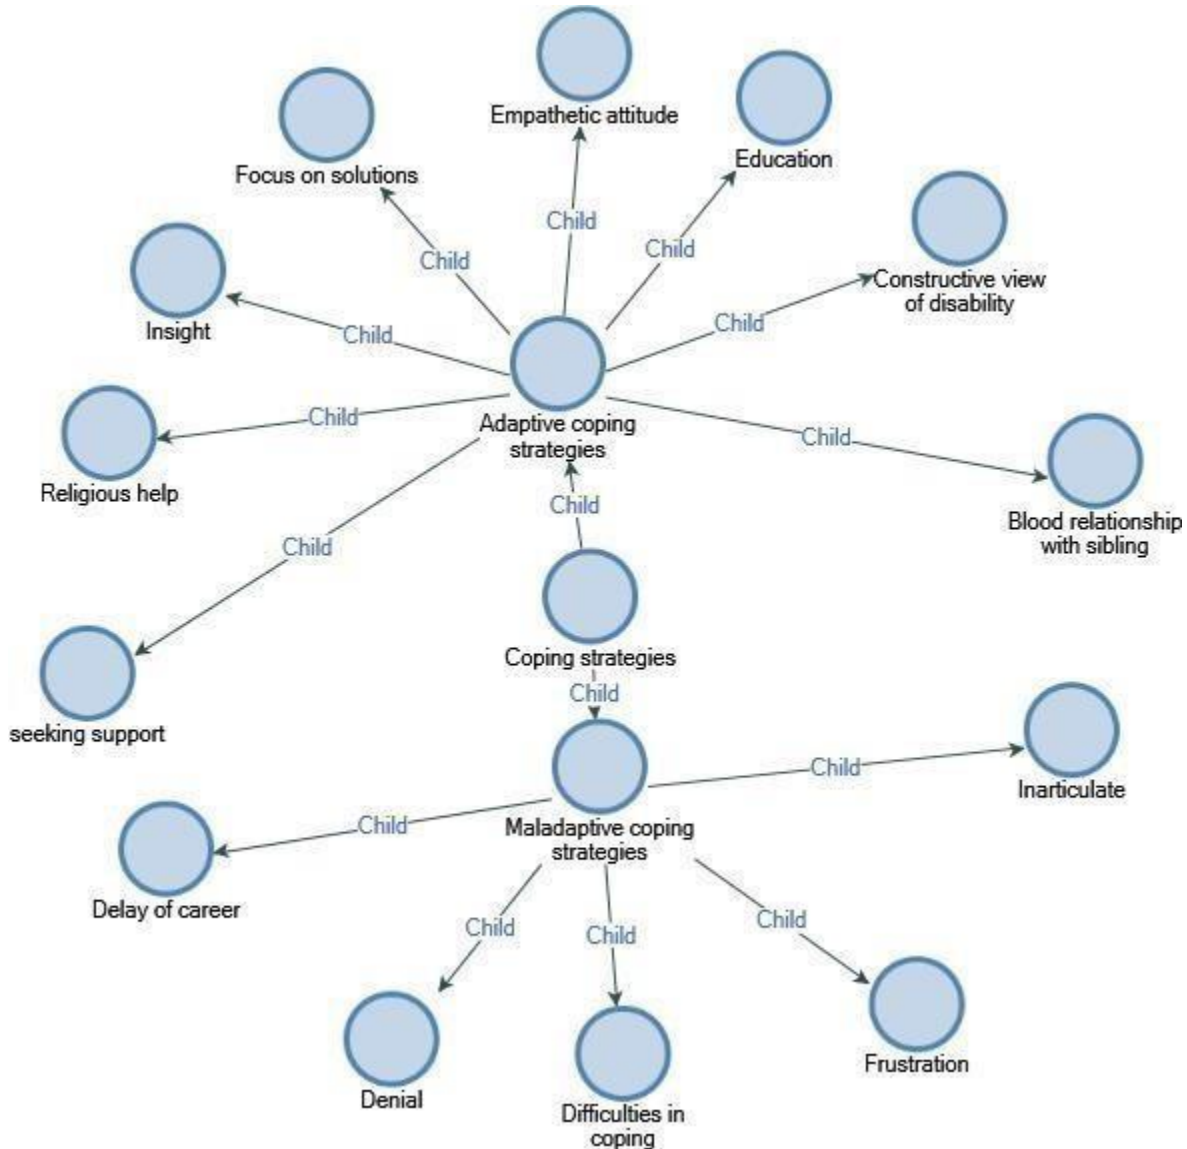 Empathetic attitude
Education
Focus on solutions
Child
Child
Child
Constructive view
of disability
Insight
Child
Child
Adaptive coping
strategies
Religious help
Child
Child
Blood relationship
with sibling
Child
Child
seeking support
Coping strategies
Child
Inarticulate
Child
Maladaptive coping
strategies
Child
Delay of career
Child
Child
Child
Frustration
Denial
Difficulties in
coping